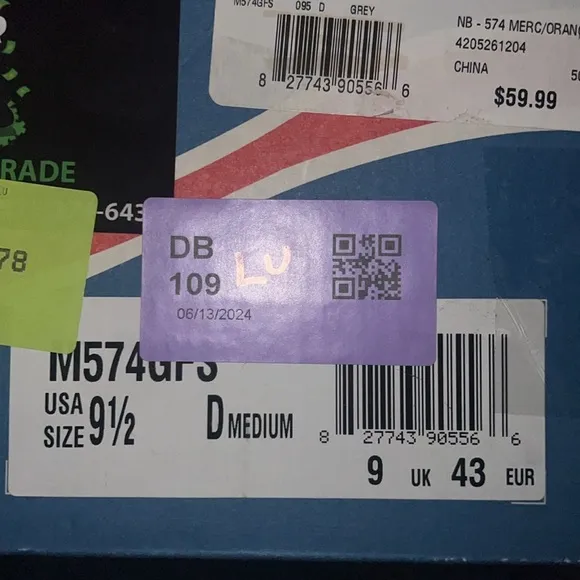 M574GFS 095 D GREY
8 27743 90556 6
NB - 574 MERC/ORAN
4205261204
CHINA
$59.99
RADE
-643
78
DB
109
LU
06/13/2024
M574GFS
USA
SIZE 9½
D MEDIUM
8 27743 90556 6
9 UK 43 EUR